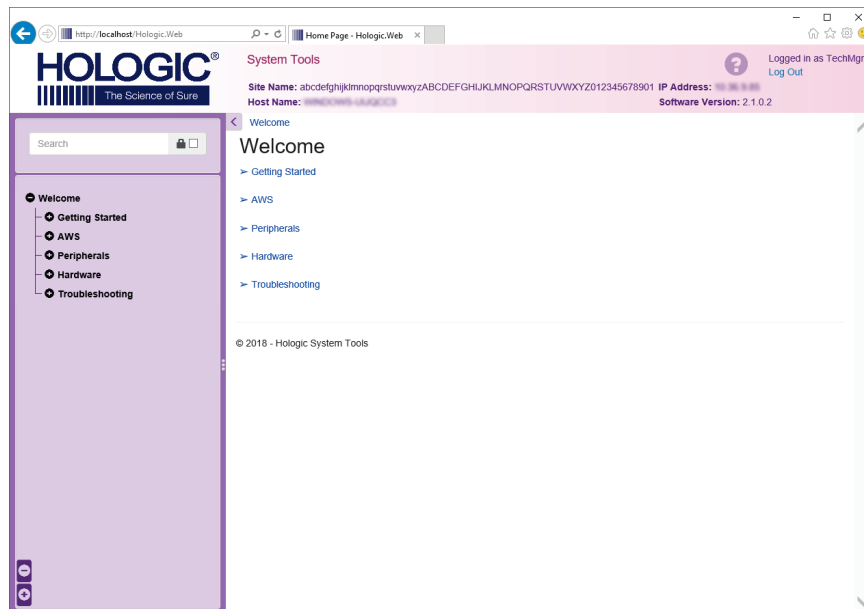 http://localhost/Hologic.Web
Home Page - Hologic.Web
HOLOGIC®
The Science of Sure
System Tools
Logged in as TechMgr
Log Out
Site Name: abcdefghijklmnopqrstuvwxyzABCDEFGHIJKLMNOPQRSTUVWXYZ012345678901 IP Address:
Host Name:
Software Version: 2.1.0.2
Search
Welcome
Getting Started
AWS
Peripherals
Hardware
Troubleshooting
Welcome
Welcome
➢ Getting Started
➢ AWS
➢ Peripherals
➢ Hardware
➢ Troubleshooting
© 2018 - Hologic System Tools